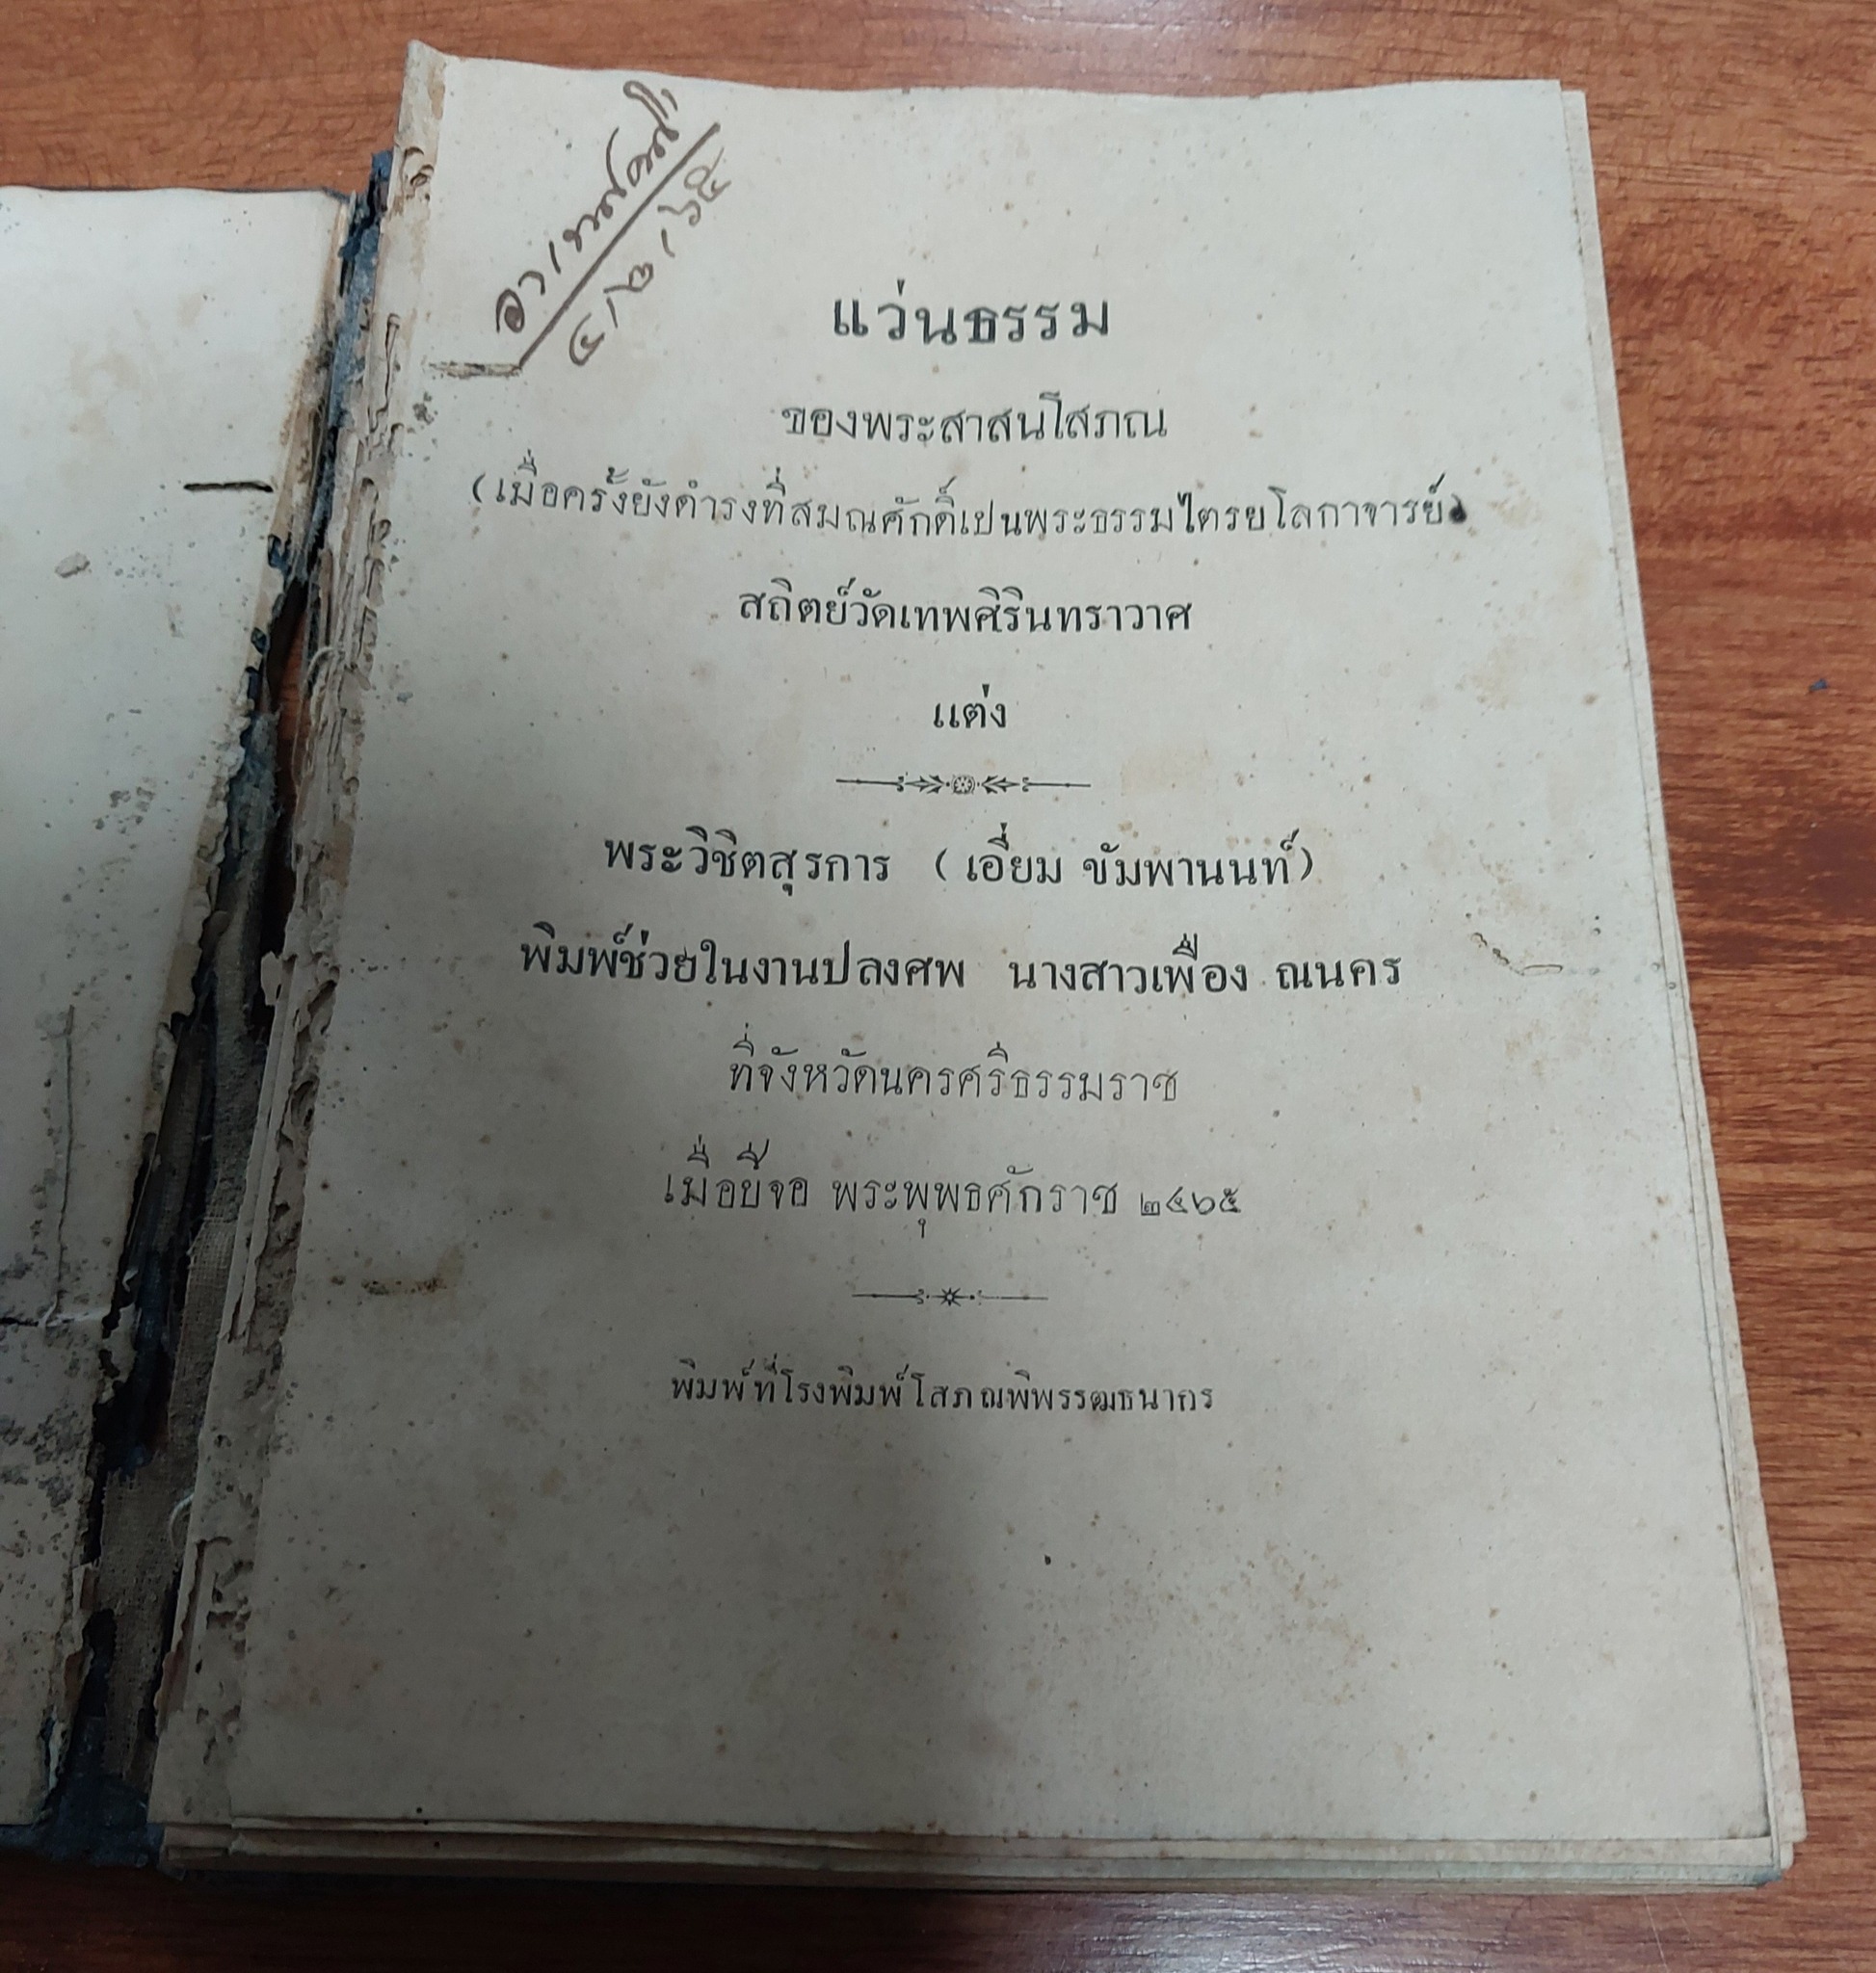 ๔/๒/๖๕
แว่นธรรม
ของพระสาสนโสภณ
(เมื่อครั้งยังดำรงที่สมณศักดิ์เปนพระธรรมไตรยโลกาจารย์)
สถิตย์วัดเทพศิรินทราวาศ
แต่ง
พระวิชิตสุรการ (เอี่ยม ขัมพานนท์)
พิมพ์ช่วยในงานปลงศพ นางสาวเพื่อง ณนคร
ที่จังหวัดนครศรีธรรมราช
เมื่อปีจอ พระพุทธศักราช ๒๔๖๕
พิมพ์ที่โรงพิมพ์โสภณพิพรรฒธนากร